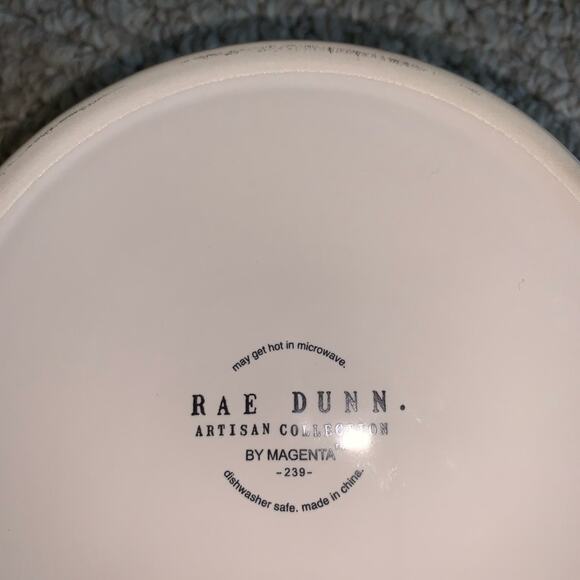 may get hot in microwave.
RAE DUNN.
ARTISAN COLLECTION
BY MAGENTA
-239-
dishwasher safe. made in china.